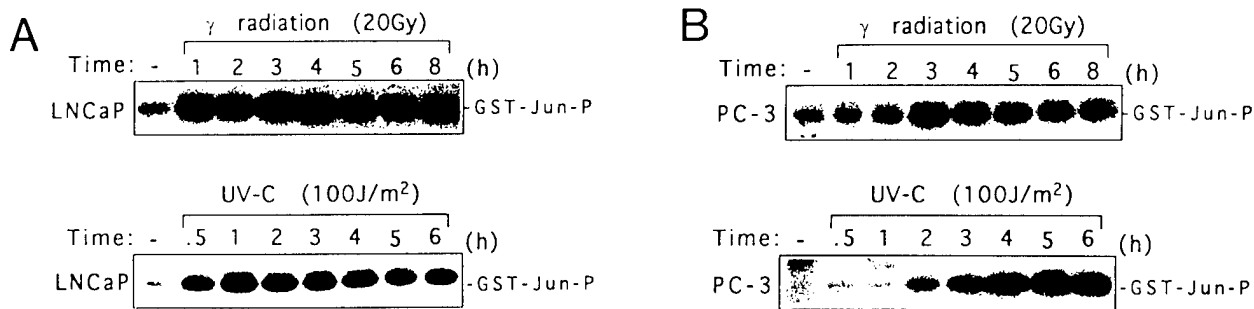 A
γ radiation (20Gy)
Time: - 1 2 3 4 5 6 8 (h)
LNCaP -GST-Jun-P
UV-C (100J/m²)
Time: - .5 1 2 3 4 5 6 (h)
LNCaP -GST-Jun-P
B
γ radiation (20Gy)
Time: - 1 2 3 4 5 6 8 (h)
PC-3 -GST-Jun-P
UV-C (100J/m²)
Time: - .5 1 2 3 4 5 6 (h)
PC-3 -GST-Jun-P